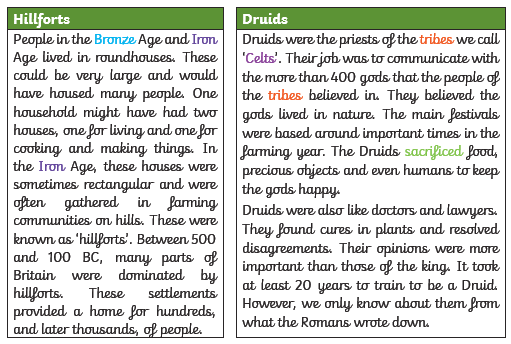 Hillforts
People in the Bronze Age and Iron
Age lived in roundhouses. These
could be very large and would
have housed many people. One
household might have had two
houses, one for living and one for
cooking and making things. In
the Iron Age, these houses were
sometimes rectangular and were
often gathered in farming
communities on hills. These were
known as ‘hillforts’. Between 500
and 100 BC, many parts of
Britain were dominated by
hillforts. These settlements
provided a home for hundreds,
and later thousands, of people.
Druids
Druids were the priests of the tribes we call
‘Celts’. Their job was to communicate with
the more than 400 gods that the people of
the tribes believed in. They believed the
gods lived in nature. The main festivals
were based around important times in the
farming year. The Druids sacrificed food,
precious objects and even humans to keep
the gods happy.
Druids were also like doctors and lawyers.
They found cures in plants and resolved
disagreements. Their opinions were more
important than those of the king. It took
at least 20 years to train to be a Druid.
However, we only know about them from
what the Romans wrote down.